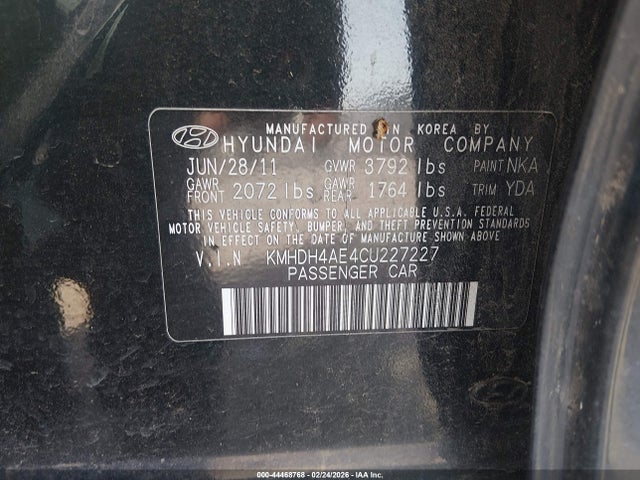 MANUFACTURED IN KOREA BY
HYUNDAI MOTOR COMPANY
JUN/28/11 GVWR 3792 lbs PAINT NKA
GAWR FRONT 2072 lbs GAWR REAR 1764 lbs TRIM YDA
THIS VEHICLE CONFORMS TO ALL APPLICABLE U.S.A. FEDERAL
MOTOR VEHICLE SAFETY, BUMPER, AND THEFT PREVENTION
STANDARDS IN EFFECT ON THE DATE OF MANUFACTURE SHOWN ABOVE.
V.I.N KMHDH4AE4CU227227
PASSENGER CAR
000-44468768 - 02/24/2026 - IAA Inc.